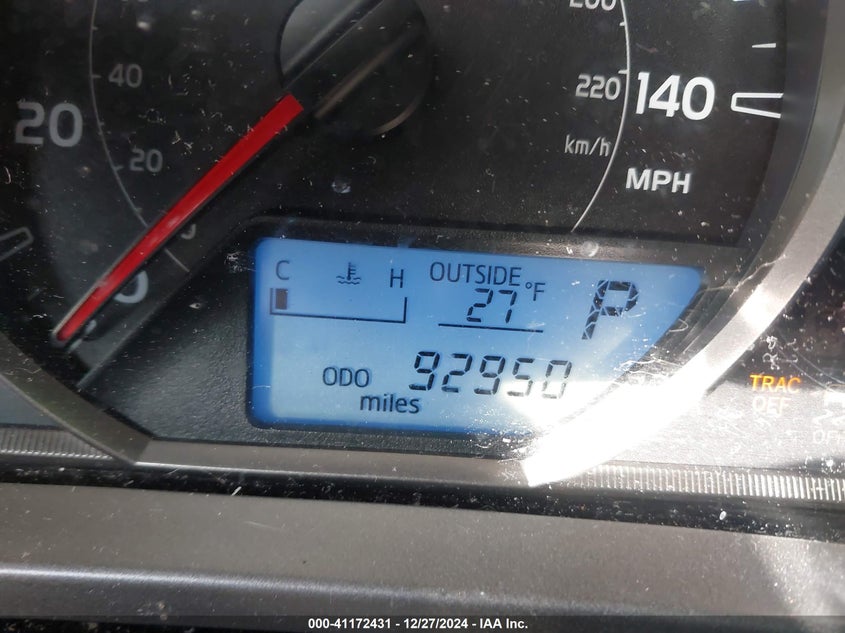 200
40
220
140
20
20
km/h
MPH
0
C H OUTSIDE
27 °F
P
ODO 92950
miles
TRAC
OFF
000-41172431 - 12/27/2024 - IAA Inc.